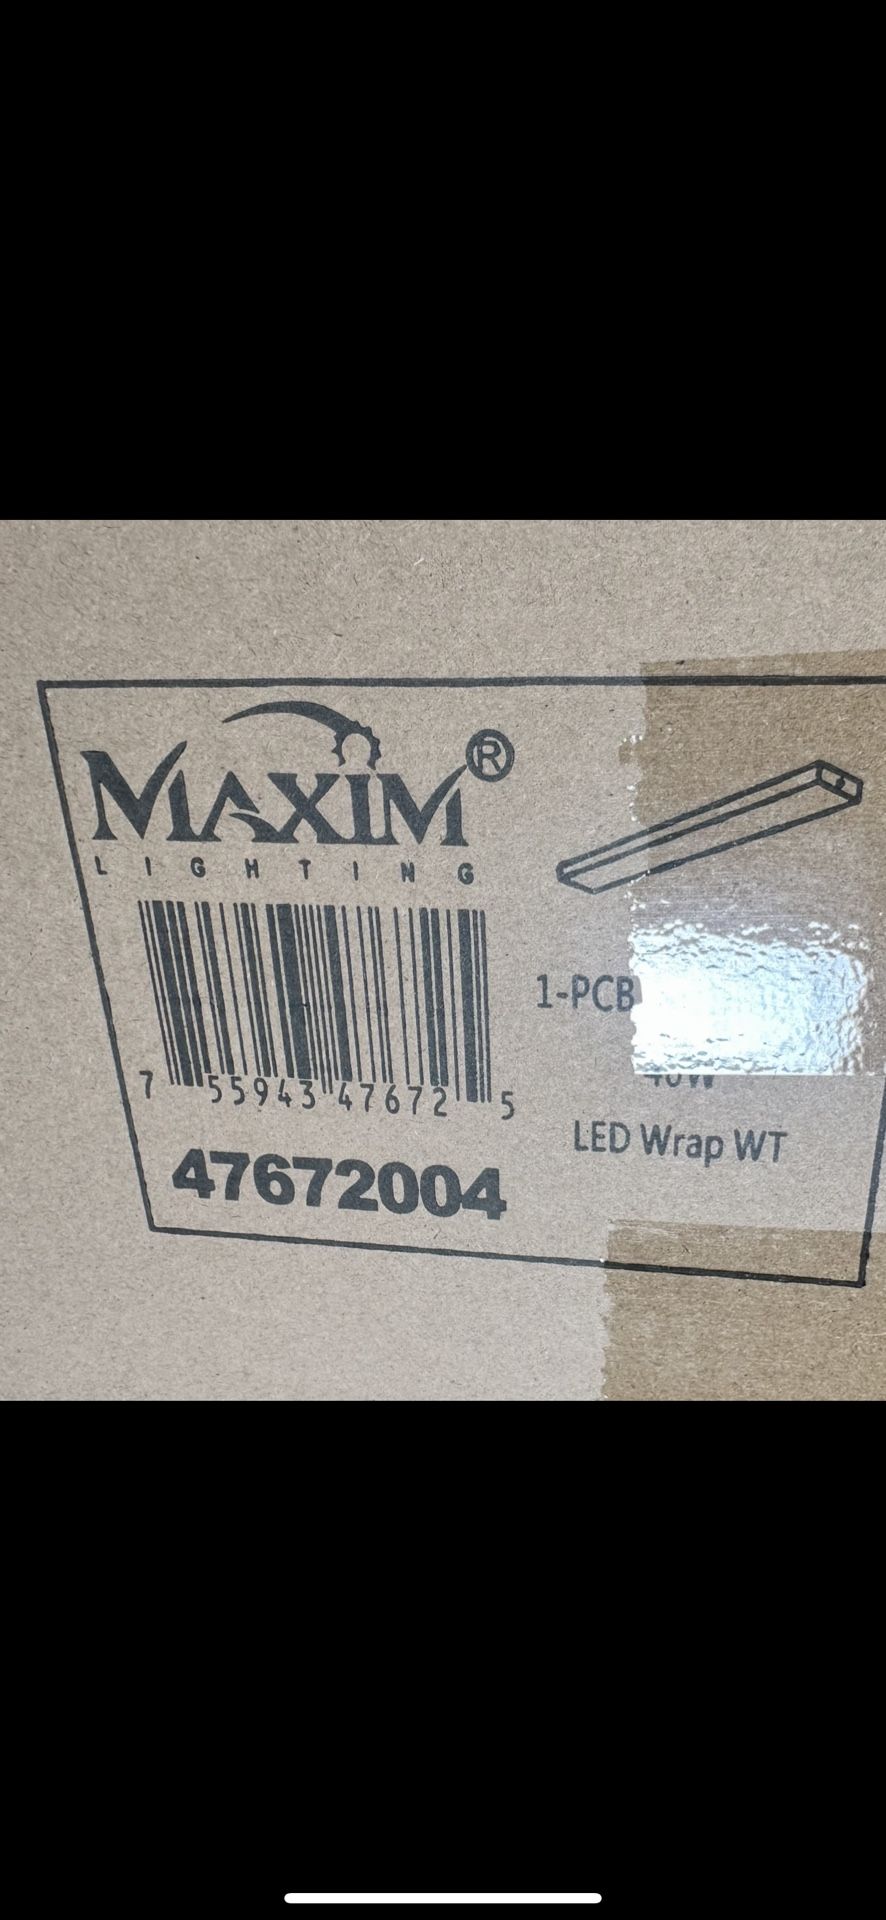 MAXIM®
LIGHTING
1-PCB
7 55943 47672 5
LED Wrap WT
47672004